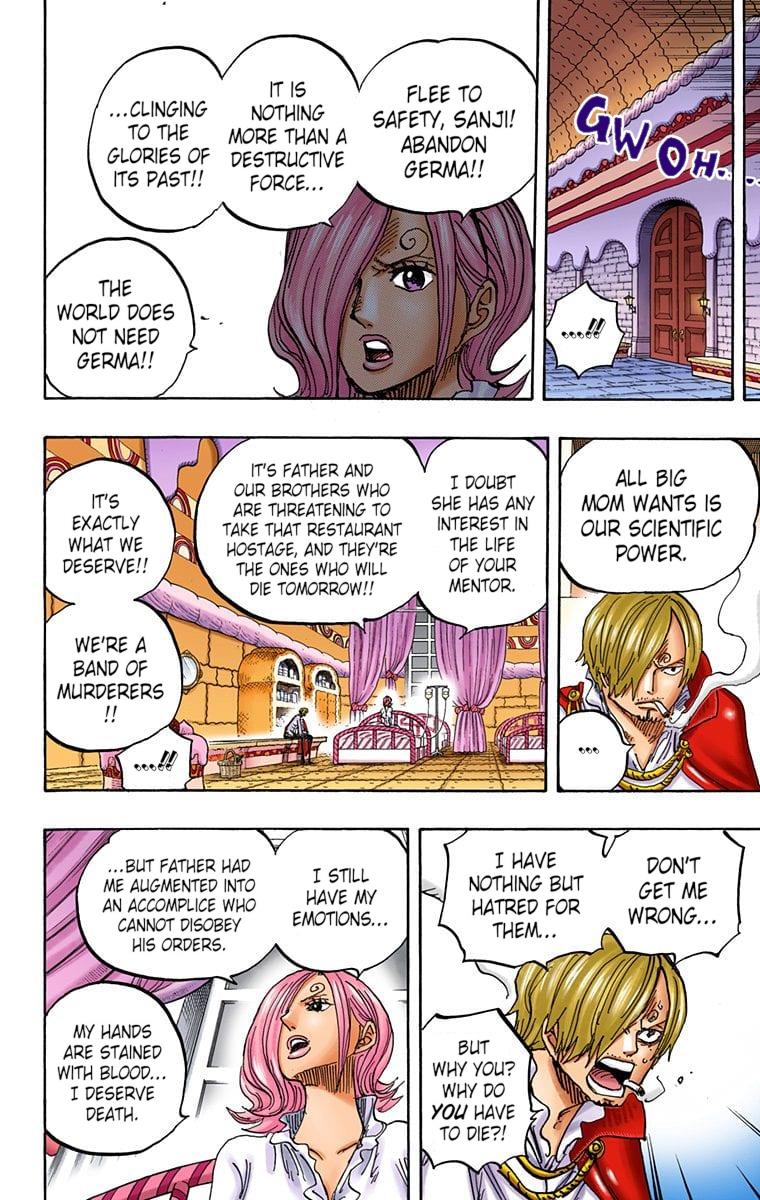 GWOH....
....!!
FLEE TO
SAFETY, SANJI!
ABANDON
GERMA!!
IT IS
NOTHING
MORE THAN A
DESTRUCTIVE
FORCE...
...CLINGING
TO THE
GLORIES OF
ITS PAST!!
THE
WORLD DOES
NOT NEED
GERMA!!
ALL BIG
MOM WANTS IS
OUR SCIENTIFIC
POWER.
...
I DOUBT
SHE HAS ANY
INTEREST IN
THE LIFE
OF YOUR
MENTOR.
IT'S FATHER AND
OUR BROTHERS WHO
ARE THREATENING TO
TAKE THAT RESTAURANT
HOSTAGE, AND THEY'RE
THE ONES WHO WILL
DIE TOMORROW!!
IT'S
EXACTLY
WHAT WE
DESERVE!!
WE'RE A
BAND OF
MURDERERS
!!
....!!
DON'T
GET ME
WRONG...
I HAVE
NOTHING BUT
HATRED FOR
THEM...
BUT
WHY YOU?
WHY DO
YOU HAVE
TO DIE?!
I STILL
HAVE MY
EMOTIONS...
...BUT FATHER HAD
ME AUGMENTED INTO
AN ACCOMPLICE WHO
CANNOT DISOBEY
HIS ORDERS.
MY HANDS
ARE STAINED
WITH BLOOD...
I DESERVE
DEATH.